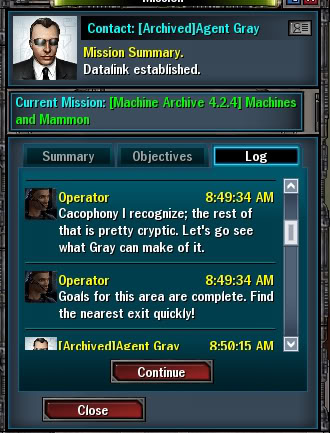 Mission
Contact: [Archived]Agent Gray
Mission Summary.
Datalink established.
Current Mission: [Machine Archive 4.2.4] Machines
and Mammon
Summary
Objectives
Log
Operator 8:49:34 AM
Cacophony I recognize; the rest of
that is pretty cryptic. Let's go see
what Gray can make of it.
Operator 8:49:34 AM
Goals for this area are complete. Find
the nearest exit quickly!
[Archived]Agent Gray 8:50:15 AM
Continue
Close